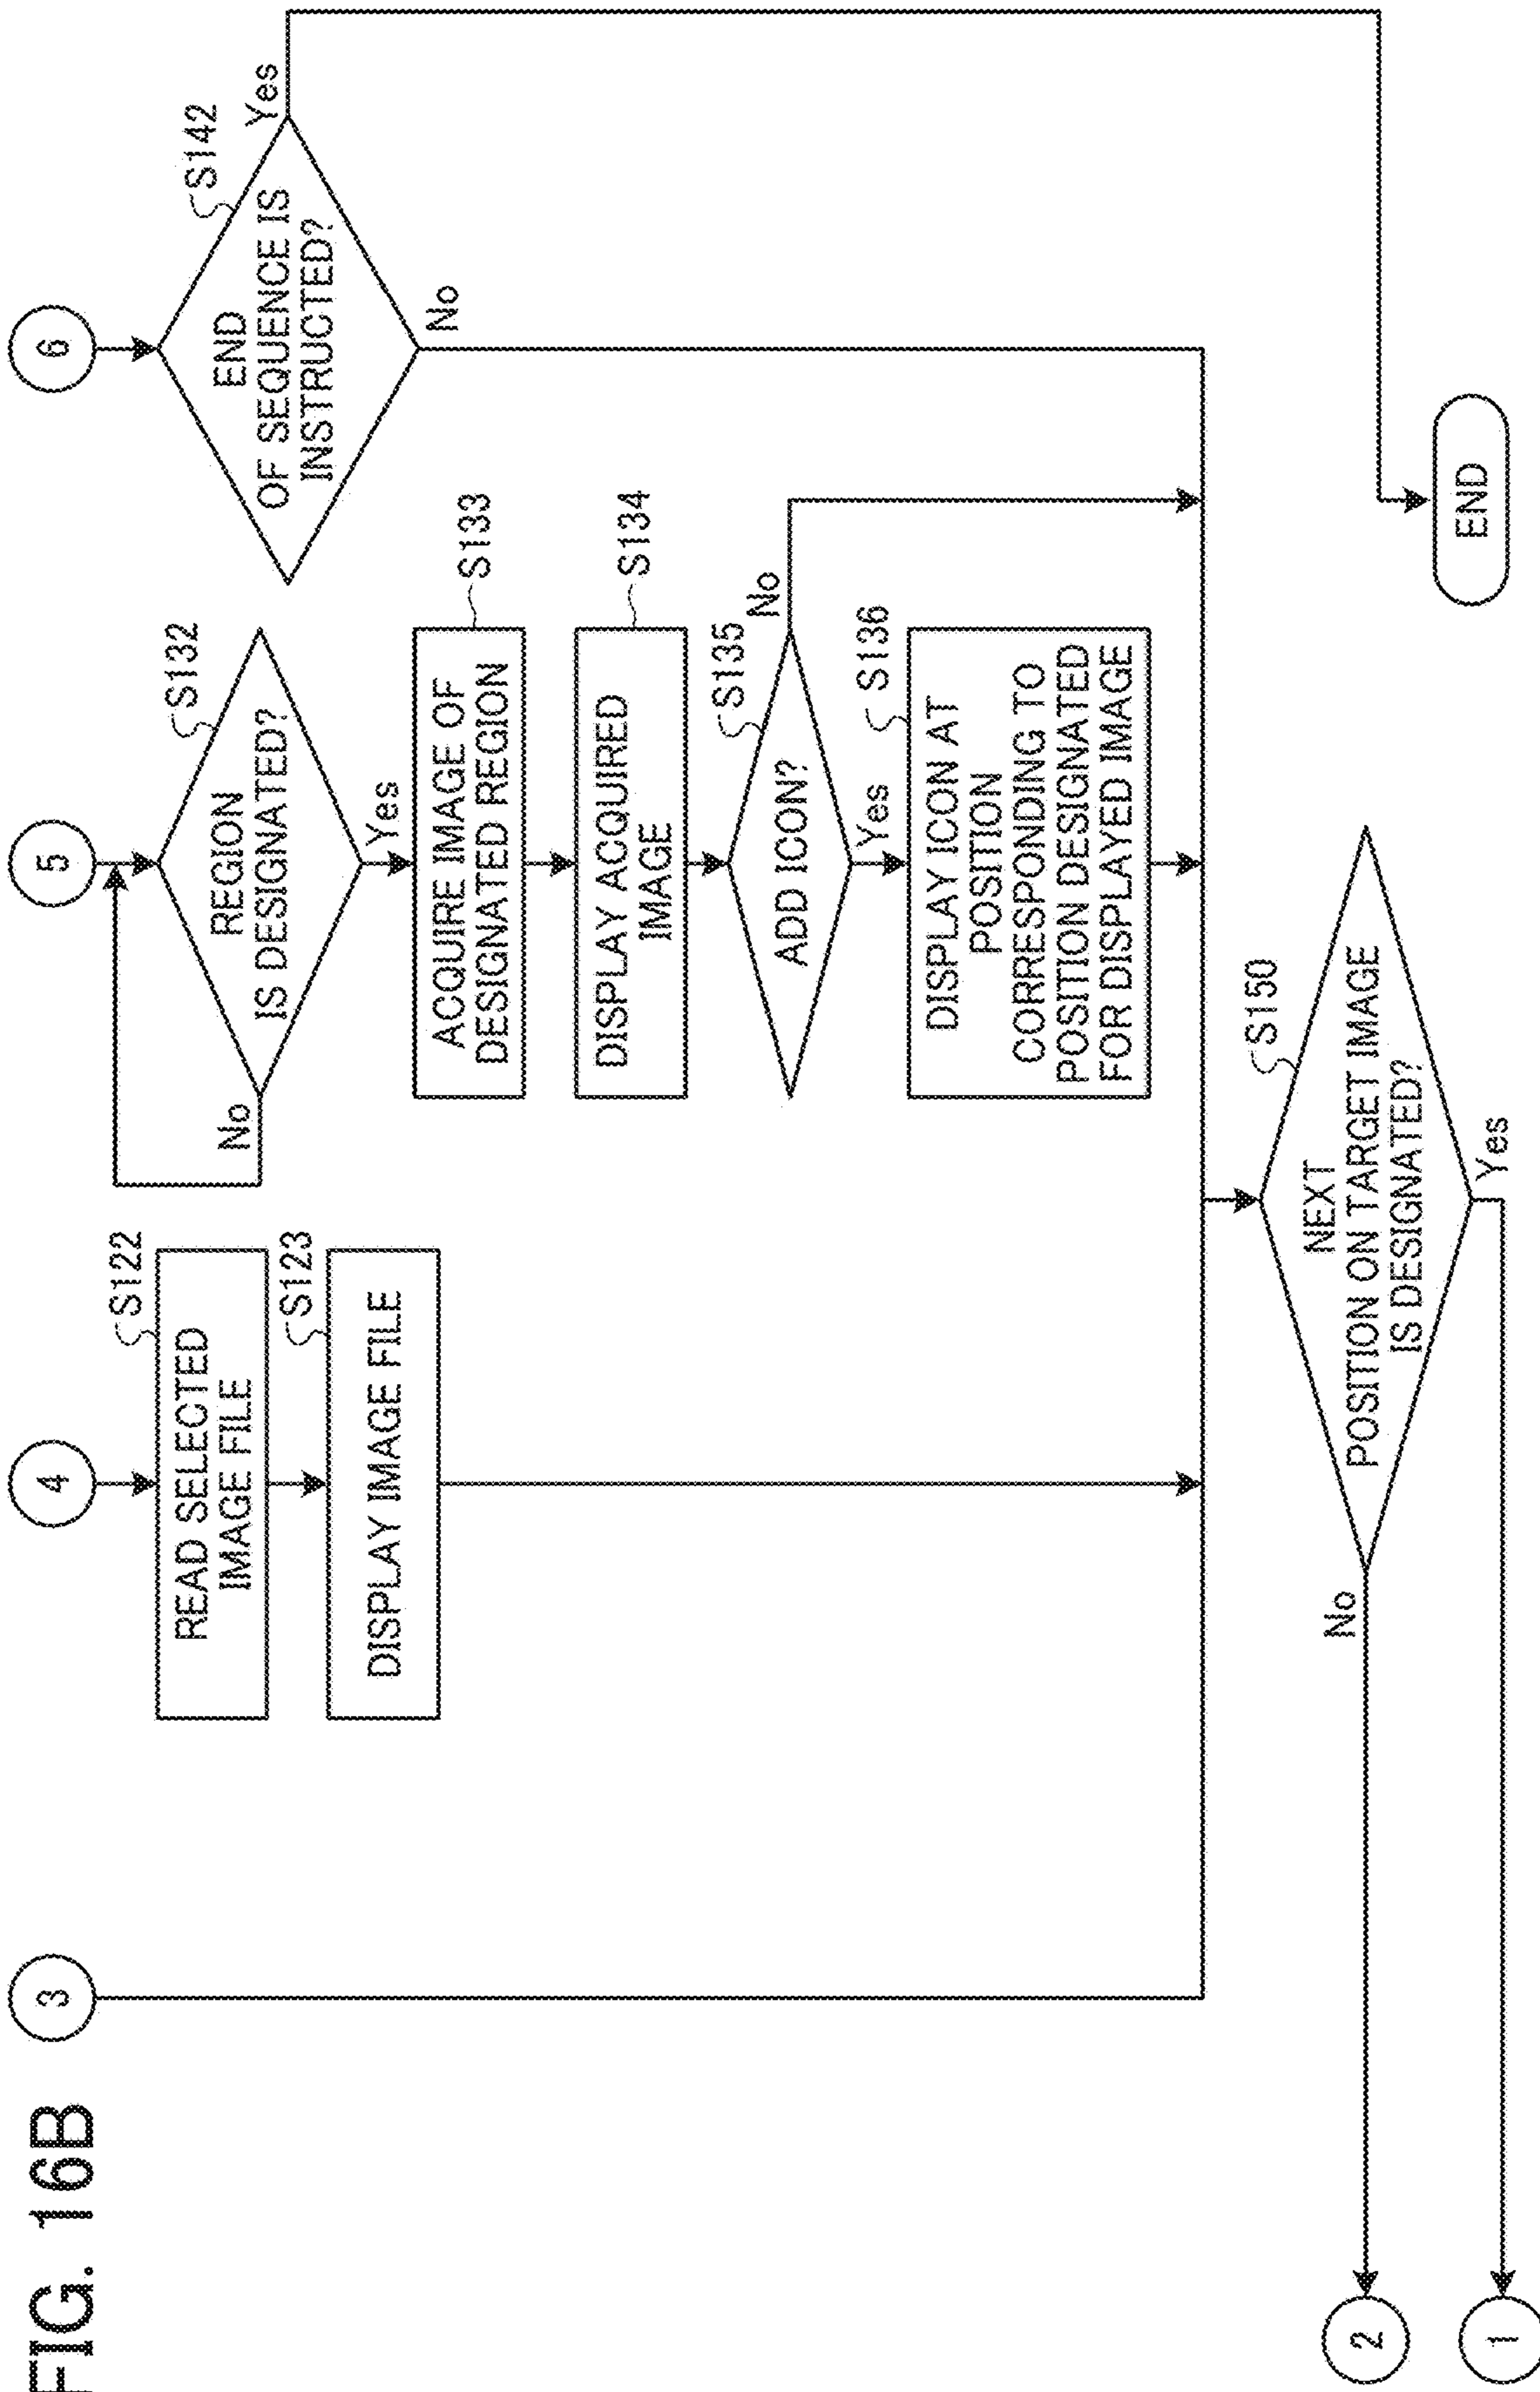 FIG. 16B
3
4
5
6
S122
READ SELECTED
IMAGE FILE
S123
DISPLAY IMAGE FILE
S132
REGION
IS DESIGNATED?
No
Yes
S133
ACQUIRE IMAGE OF
DESIGNATED REGION
S134
DISPLAY ACQUIRED
IMAGE
S135
ADD ICON?
No
Yes
S136
DISPLAY ICON AT
POSITION
CORRESPONDING TO
POSITION DESIGNATED
FOR DISPLAYED IMAGE
S142
END
OF SEQUENCE IS
INSTRUCTED?
Yes
No
S150
NEXT
POSITION ON TARGET IMAGE
IS DESIGNATED?
No
Yes
2
1
END